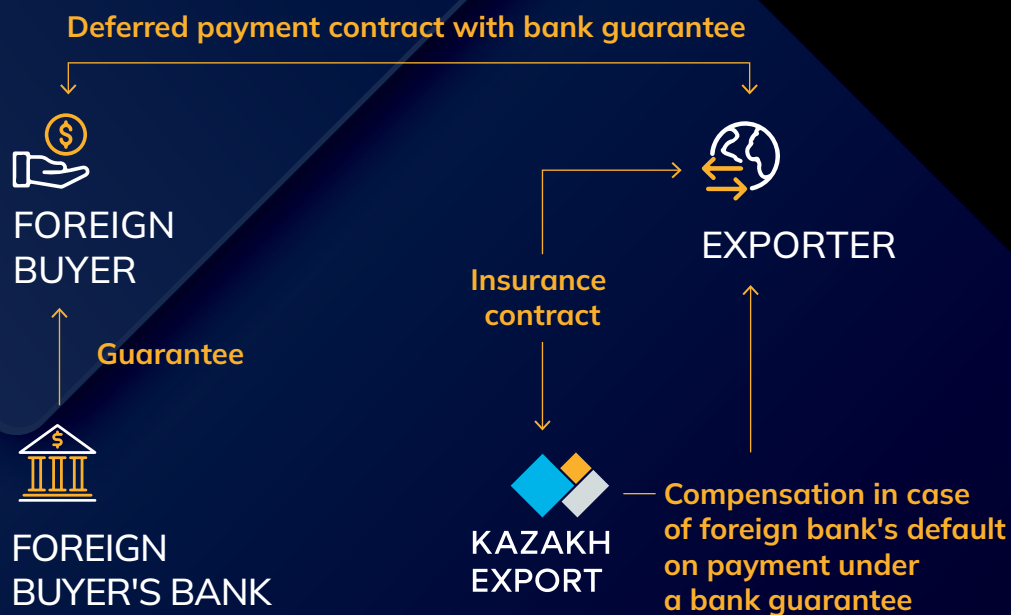 Deferred payment contract with bank guarantee
$
FOREIGN
BUYER
EXPORTER
Insurance
contract
Guarantee
$
FOREIGN
BUYER'S BANK
KAZAKH
EXPORT
Compensation in case
of foreign bank's default
on payment under
a bank guarantee